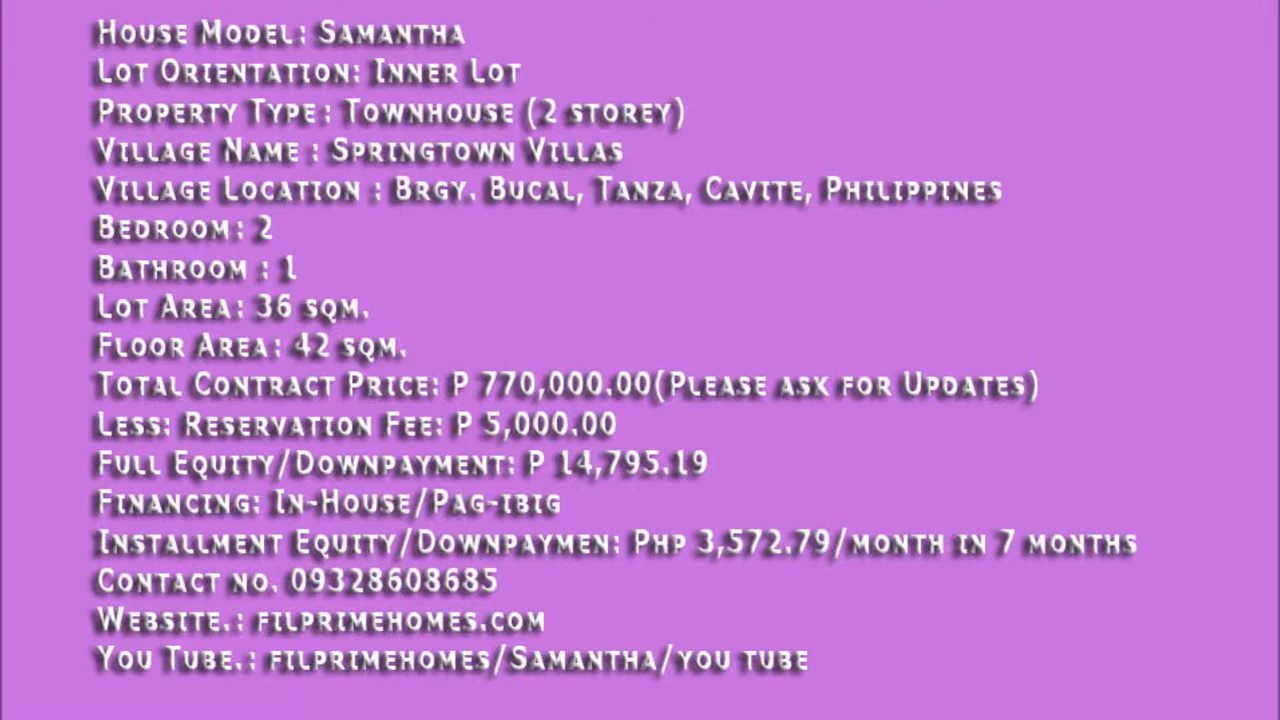 House Model: Samantha
Lot Orientation: Inner Lot
Property Type : Townhouse (2 storey)
Village Name : Springtown Villas
Village Location : Brgy. Bucal, Tanza, Cavite, Philippines
Bedroom: 2
Bathroom : 1
Lot Area: 36 sqm.
Floor Area: 42 sqm.
Total Contract Price: P 770,000.00(Please ask for Updates)
Less: Reservation Fee: P 5,000.00
Full Equity/Downpayment: P 14,795.19
Financing: In-House/Pag-ibig
Installment Equity/Downpaymen: Php 3,572.79/month in 7 months
Contact no. 09328608685
Website.: filprimehomes.com
You Tube.: filprimehomes/Samantha/you tube